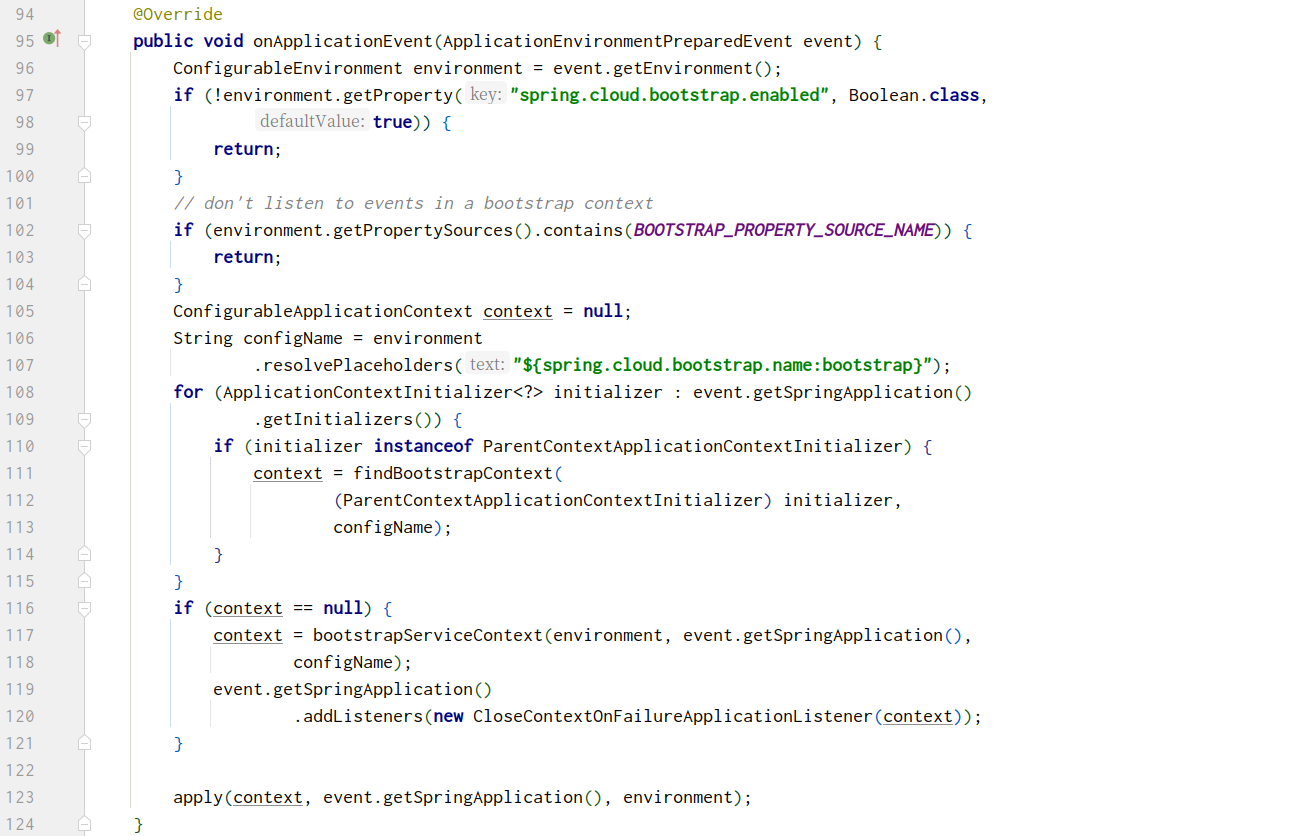 94 @Override
95 public void onApplicationEvent(ApplicationEnvironmentPreparedEvent event) {
96 ConfigurableEnvironment environment = event.getEnvironment();
97 if (!environment.getProperty( key: "spring.cloud.bootstrap.enabled", Boolean.class,
98 defaultValue: true)) {
99 return;
100 }
101 // don't listen to events in a bootstrap context
102 if (environment.getPropertySources().contains(BOOTSTRAP_PROPERTY_SOURCE_NAME)) {
103 return;
104 }
105 ConfigurableApplicationContext context = null;
106 String configName = environment
107 .resolvePlaceholders( text: "${spring.cloud.bootstrap.name:bootstrap}");
108 for (ApplicationContextInitializer<?> initializer : event.getSpringApplication()
109 .getInitializers()) {
110 if (initializer instanceof ParentContextApplicationContextInitializer) {
111 context = findBootstrapContext(
112 (ParentContextApplicationContextInitializer) initializer,
113 configName);
114 }
115 }
116 if (context == null) {
117 context = bootstrapServiceContext(environment, event.getSpringApplication(),
118 configName);
119 event.getSpringApplication()
120 .addListeners(new CloseContextOnFailureApplicationListener(context));
121 }
122
123 apply(context, event.getSpringApplication(), environment);
124 }